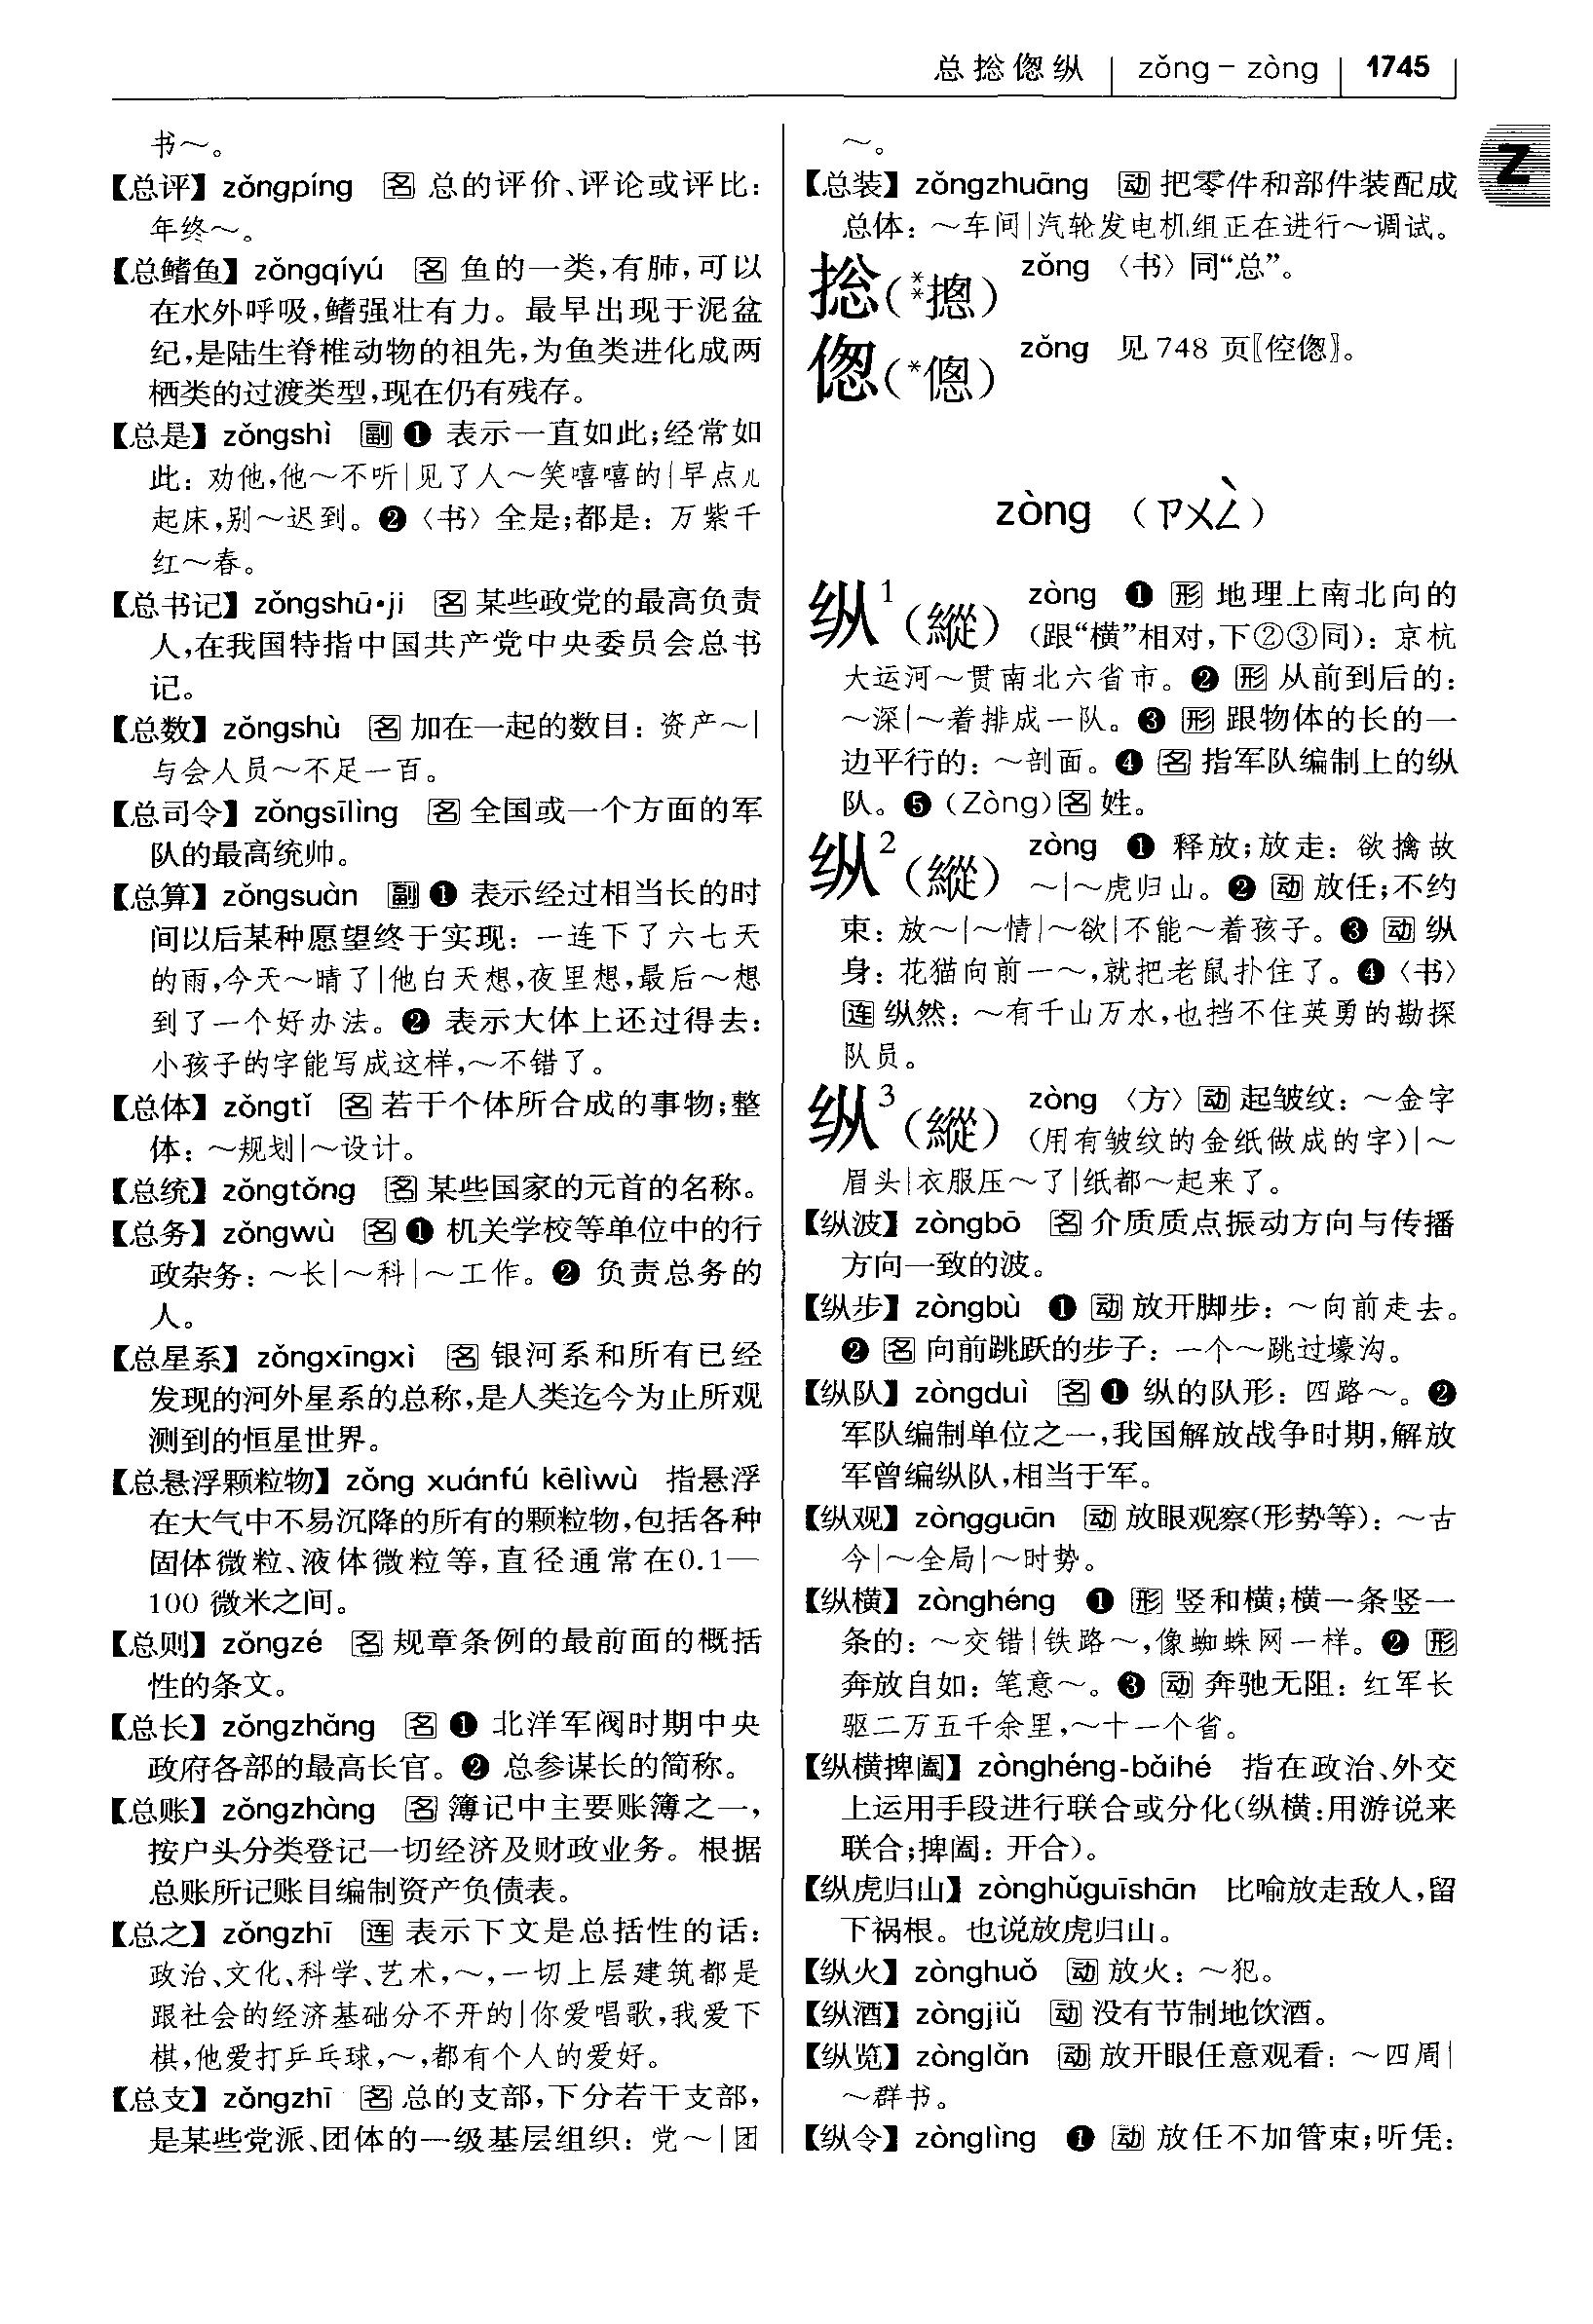 总捴偬纵 | zǒng－zòng | 1745
Z
书～。
【总评】zǒngpíng 名 总的评价、评论或评比：
年终～。
【总鳍鱼】zǒngqíyú 名 鱼的一类，有肺，可以
在水外呼吸，鳍强壮有力。最早出现于泥盆
纪，是陆生脊椎动物的祖先，为鱼类进化成两
栖类的过渡类型，现在仍有残存。
【总是】zǒngshì 副 ❶ 表示一直如此；经常如
此：劝他，他～不听|见了人～笑嘻嘻的|早点儿
起床，别～迟到。❷〈书〉全是；都是：万紫千
红～春。
【总书记】zǒngshū·ji 名 某些政党的最高负责
人，在我国特指中国共产党中央委员会总书
记。
【总数】zǒngshù 名 加在一起的数目：资产～|
与会人员～不足一百。
【总司令】zǒngsīlìng 名 全国或一个方面的军
队的最高统帅。
【总算】zǒngsuàn 副 ❶ 表示经过相当长的时
间以后某种愿望终于实现：一连下了六七天
的雨，今天～晴了|他白天想，夜里想，最后～想
到了一个好办法。❷ 表示大体上还过得去：
小孩子的字能写成这样，～不错了。
【总体】zǒngtǐ 名 若干个体所合成的事物；整
体：～规划|～设计。
【总统】zǒngtǒng 名 某些国家的元首的名称。
【总务】zǒngwù 名 ❶ 机关学校等单位中的行
政杂务：～长|～科|～工作。❷ 负责总务的
人。
【总星系】zǒngxīngxì 名 银河系和所有已经
发现的河外星系的总称，是人类迄今为止所观
测到的恒星世界。
【总悬浮颗粒物】zǒng xuánfú kēlìwù 指悬浮
在大气中不易沉降的所有的颗粒物，包括各种
固体微粒、液体微粒等，直径通常在0.1—
100 微米之间。
【总则】zǒngzé 名 规章条例的最前面的概括
性的条文。
【总长】zǒngzhǎng 名 ❶ 北洋军阀时期中央
政府各部的最高长官。❷ 总参谋长的简称。
【总账】zǒngzhàng 名 簿记中主要账簿之一，
按户头分类登记一切经济及财政业务。根据
总账所记账目编制资产负债表。
【总之】zǒngzhī 连 表示下文是总括性的话：
政治、文化、科学、艺术，～，一切上层建筑都是
跟社会的经济基础分不开的|你爱唱歌，我爱下
棋，他爱打乒乓球，～，都有个人的爱好。
【总支】zǒngzhī 名 总的支部，下分若干支部，
是某些党派、团体的一级基层组织：党～|团
～。
【总装】zǒngzhuāng 动 把零件和部件装配成
总体：～车间|汽轮发电机组正在进行～调试。
捴（**摠） zǒng 〈书〉同“总”。
偬（*傯） zǒng 见 748 页〖倥偬〗。
zòng （ㄗㄨㄥˋ）
纵1（縱） zòng ❶ 形 地理上南北向的
（跟“横”相对，下②③同）：京杭
大运河～贯南北六省市。❷ 形 从前到后的：
～深|～着排成一队。❸ 形 跟物体的长的一
边平行的：～剖面。❹ 名 指军队编制上的纵
队。❺（Zòng）名 姓。
纵2（縱） zòng ❶ 释放；放走：欲擒故
～|～虎归山。❷ 动 放任；不约
束：放～|～情|～欲|不能～着孩子。❸ 动 纵
身：花猫向前一～，就把老鼠扑住了。❹〈书〉
连 纵然：～有千山万水，也挡不住英勇的勘探
队员。
纵3（縱） zòng 〈方〉动 起皱纹：～金字
（用有皱纹的金纸做成的字）|～
眉头|衣服压～了|纸都～起来了。
【纵波】zòngbō 名 介质质点振动方向与传播
方向一致的波。
【纵步】zòngbù ❶ 动 放开脚步：～向前走去。
❷ 名 向前跳跃的步子：一个～跳过壕沟。
【纵队】zòngduì 名 ❶ 纵的队形：四路～。❷
军队编制单位之一，我国解放战争时期，解放
军曾编纵队，相当于军。
【纵观】zòngguān 动 放眼观察（形势等）：～古
今|～全局|～时势。
【纵横】zònghéng ❶ 形 竖和横；横一条竖一
条的：～交错|铁路～，像蜘蛛网一样。❷ 形
奔放自如：笔意～。❸ 动 奔驰无阻：红军长
驱二万五千余里，～十一个省。
【纵横捭阖】zònghéng-bǎihé 指在政治、外交
上运用手段进行联合或分化（纵横：用游说来
联合；捭阖：开合）。
【纵虎归山】zònghǔguīshān 比喻放走敌人，留
下祸根。也说放虎归山。
【纵火】zònghuǒ 动 放火：～犯。
【纵酒】zòngjiǔ 动 没有节制地饮酒。
【纵览】zònglǎn 动 放开眼任意观看：～四周|
～群书。
【纵令】zònglìng ❶ 动 放任不加管束；听凭：